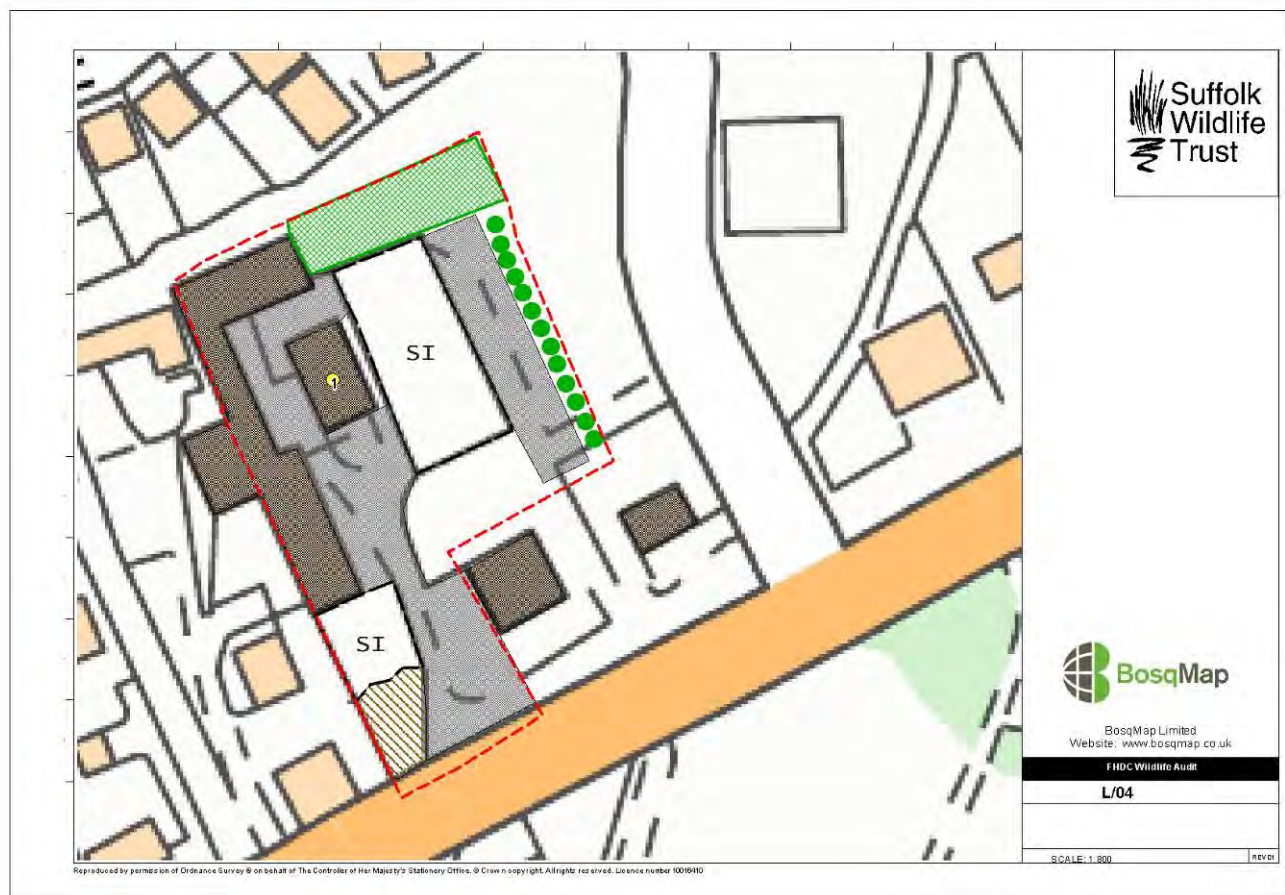 Suffolk
Wildlife
Trust
SI
1
SI
BosqMap
BosqMap Limited
Website: www.bosqmap.co.uk
FHDC Wildlife Audit
L/04
SCALE: 1:800
REV 01
Reproduced by permission of Ordnance Survey ® on behalf of The Controller of Her Majesty's Stationery Office. © Crown copyright. All rights reserved. Licence number 10016410